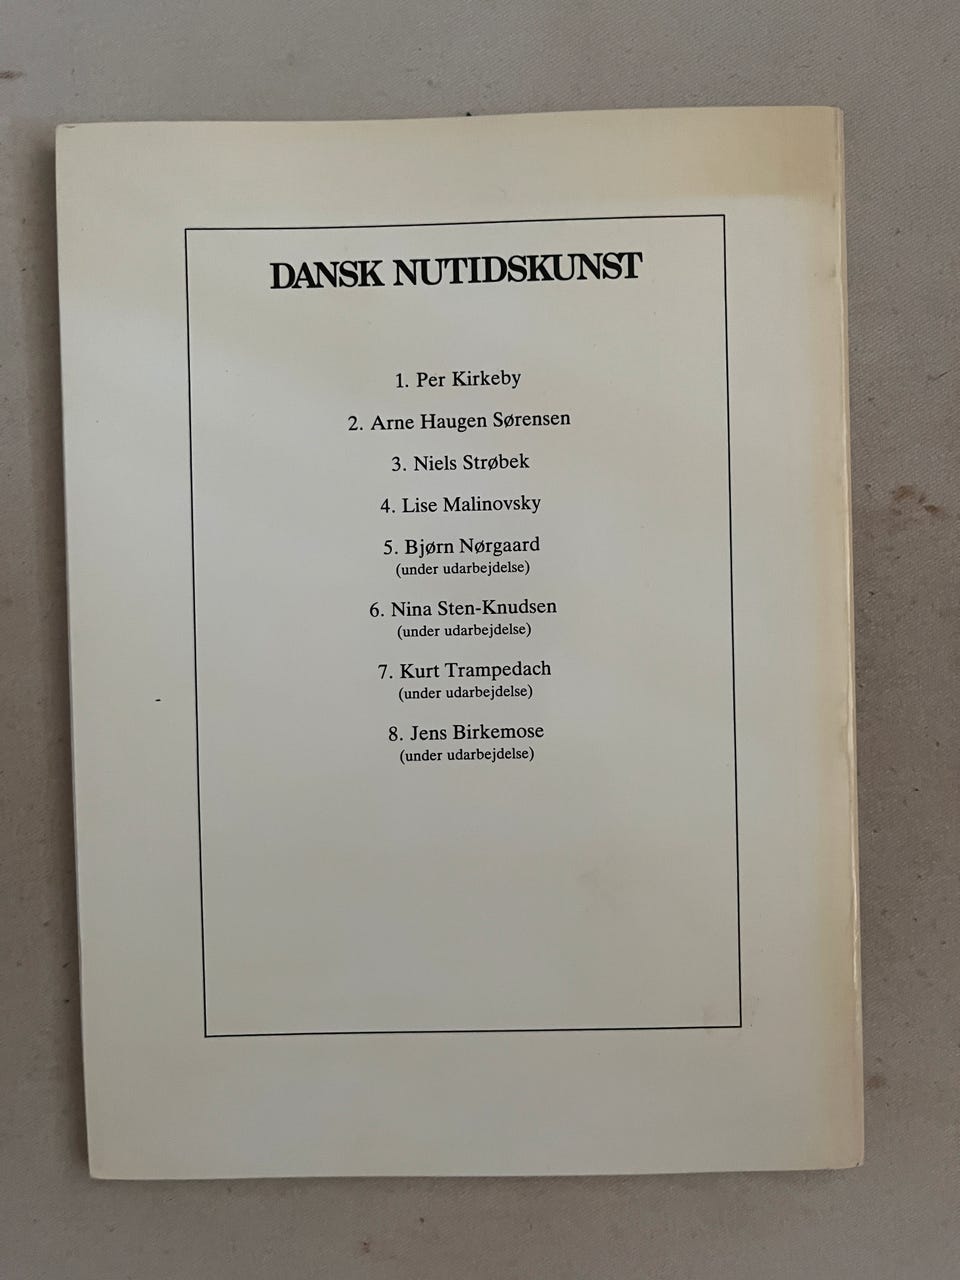 DANSK NUTIDSKUNST
1. Per Kirkeby
2. Arne Haugen Sørensen
3. Niels Strøbek
4. Lise Malinovsky
5. Bjørn Nørgaard
(under udarbejdelse)
6. Nina Sten-Knudsen
(under udarbejdelse)
7. Kurt Trampedach
(under udarbejdelse)
8. Jens Birkemose
(under udarbejdelse)